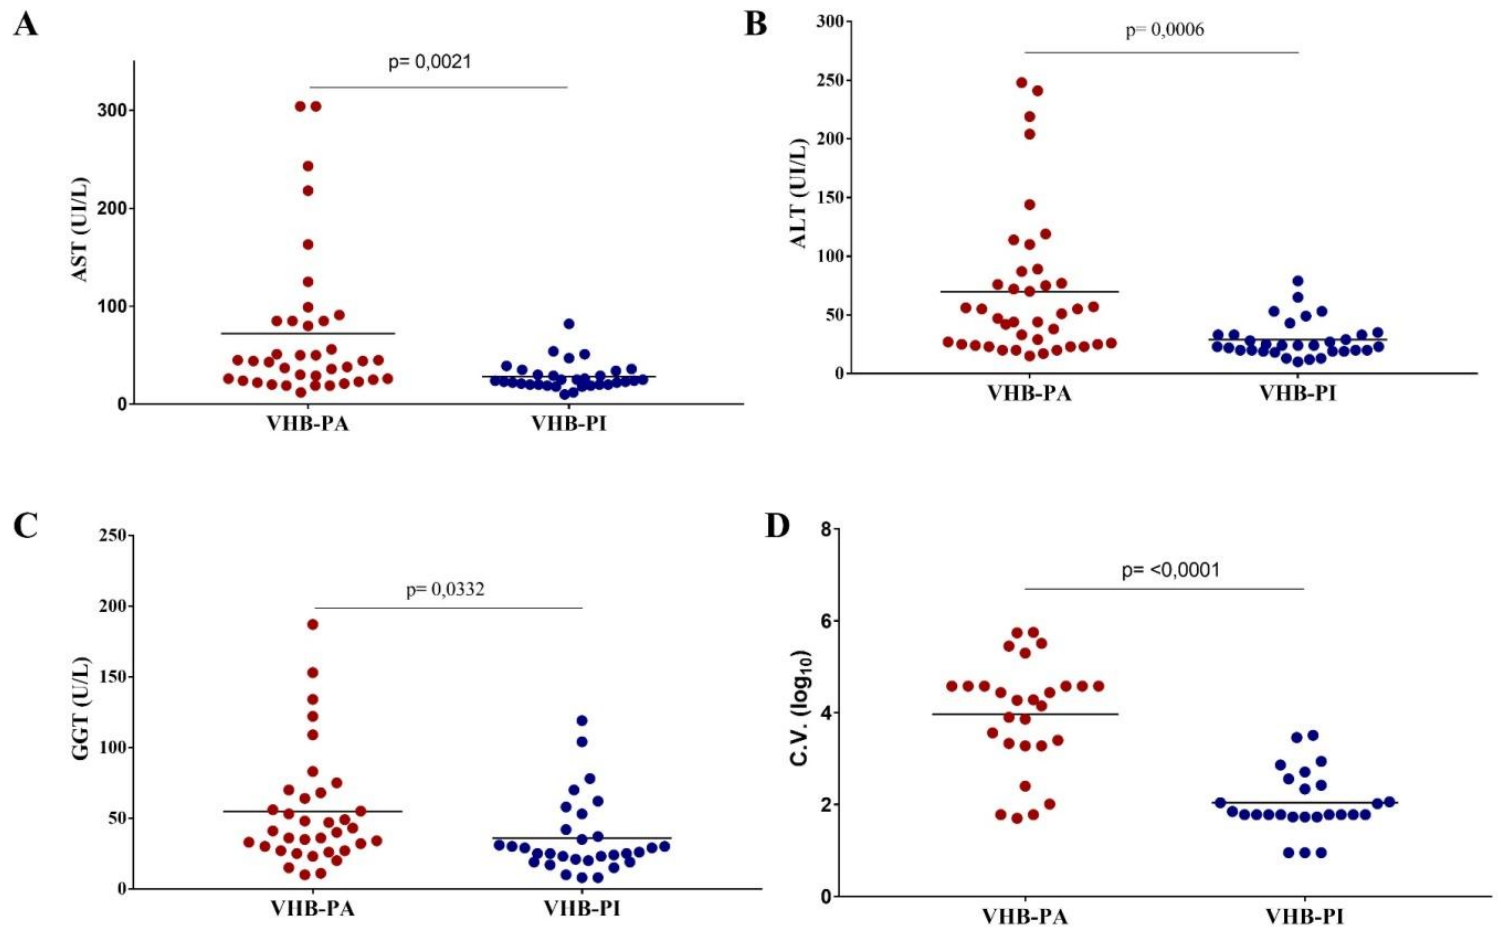 A
p= 0,0021
AST (UI/L)
300
200
100
0
VHB-PA
VHB-PI
B
p= 0,0006
ALT (UI/L)
300
250
200
150
100
50
0
VHB-PA
VHB-PI
C
p= 0,0332
GGT (U/L)
250
200
150
100
50
0
VHB-PA
VHB-PI
D
p= <0,0001
C.V. (log10)
8
6
4
2
0
VHB-PA
VHB-PI